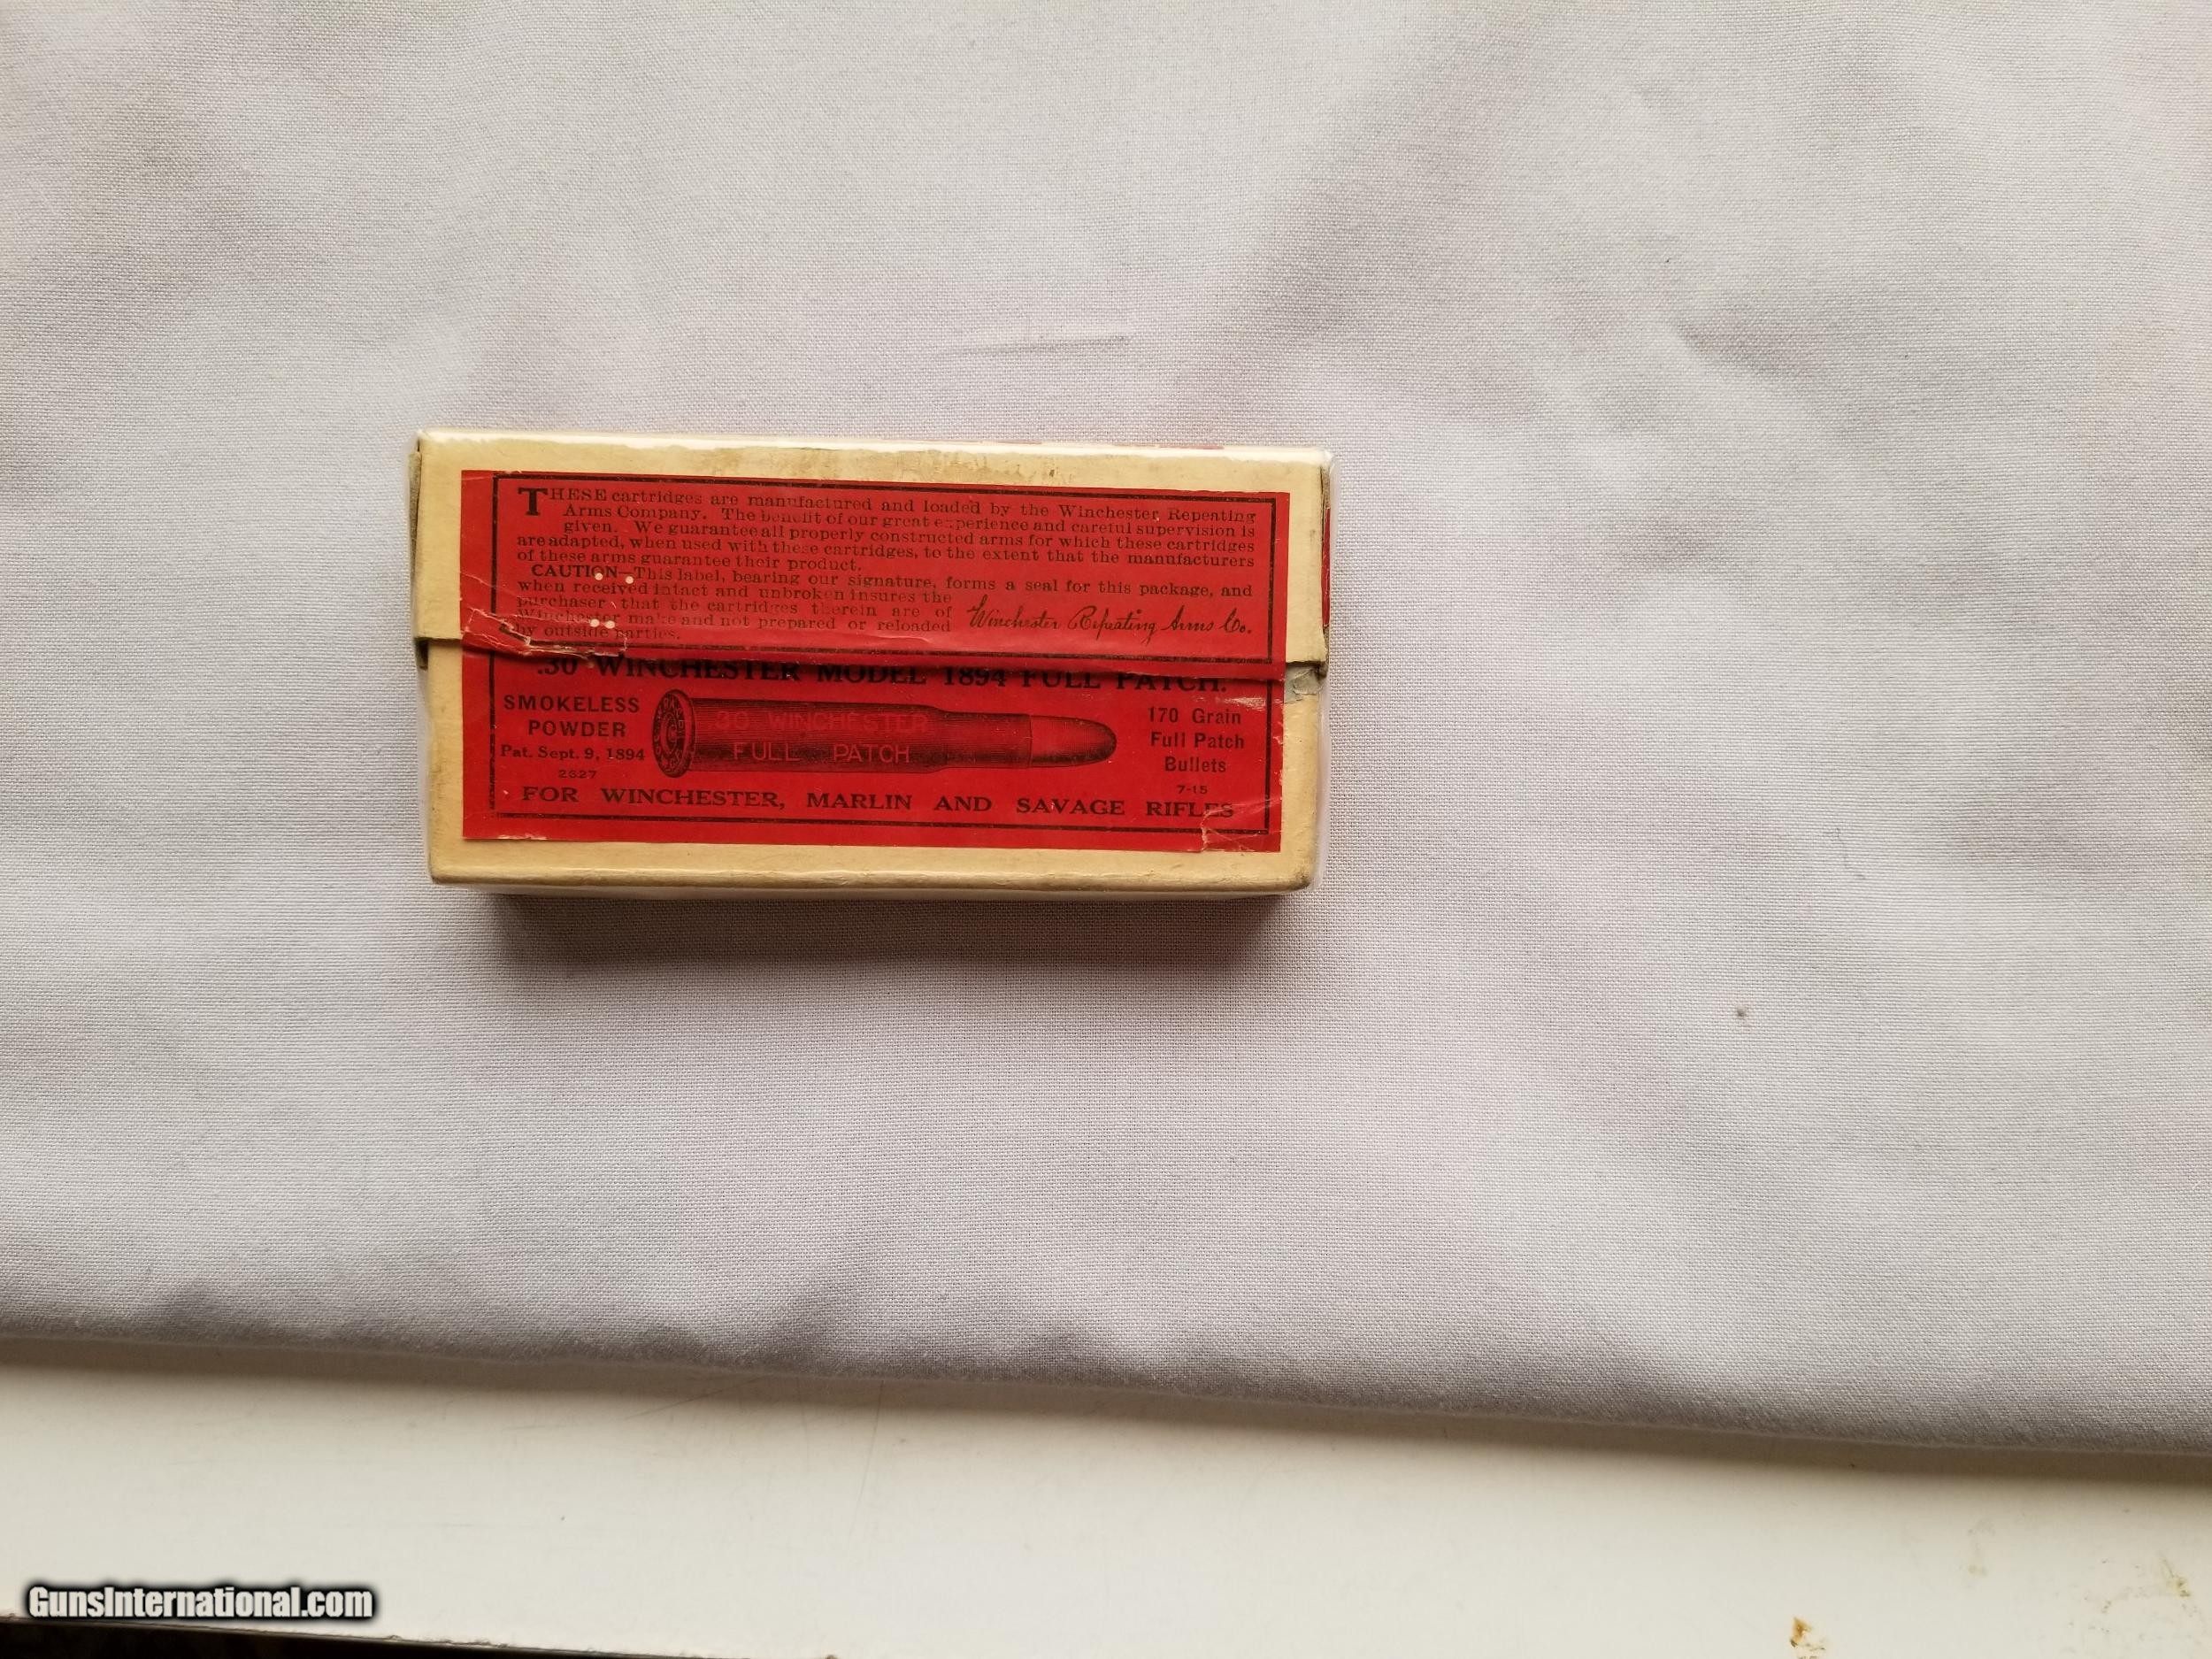 THESE cartridges are manufactured and loaded by the Winchester Repeating
Arms Company. The benefit of our great experience and careful supervision is
given. We guarantee all properly constructed arms for which these cartridges
are adapted, when used with these cartridges, to the extent that the manufacturers
of these arms guarantee their product.
CAUTION—This label, bearing our signature, forms a seal for this package, and
when received intact and unbroken insures the
purchaser that the cartridges therein are of
Winchester make and not prepared or reloaded
by outside parties.
Winchester Repeating Arms Co.
.30 WINCHESTER MODEL 1894 FULL PATCH.
SMOKELESS
POWDER
Pat. Sept. 9, 1894
2527
30 WINCHESTER
FULL PATCH
170 Grain
Full Patch
Bullets
7-15
FOR WINCHESTER, MARLIN AND SAVAGE RIFLES
GunsInternational.com